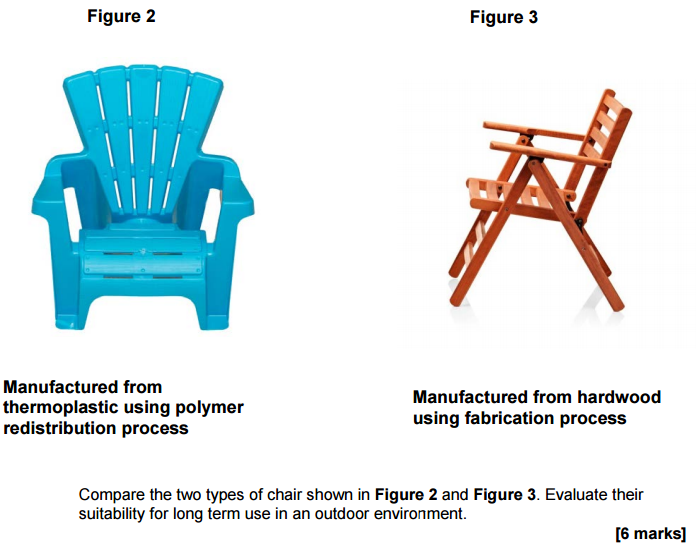 Figure 2
Figure 3
Manufactured from
thermoplastic using polymer
redistribution process
Manufactured from hardwood
using fabrication process
Compare the two types of chair shown in Figure 2 and Figure 3. Evaluate their
suitability for long term use in an outdoor environment.
[6 marks]